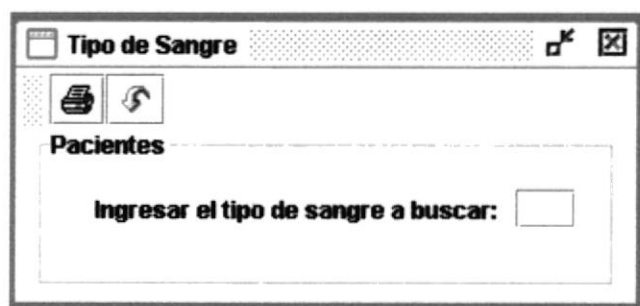 Tipo de Sangre
Pacientes
Ingresar el tipo de sangre a buscar: